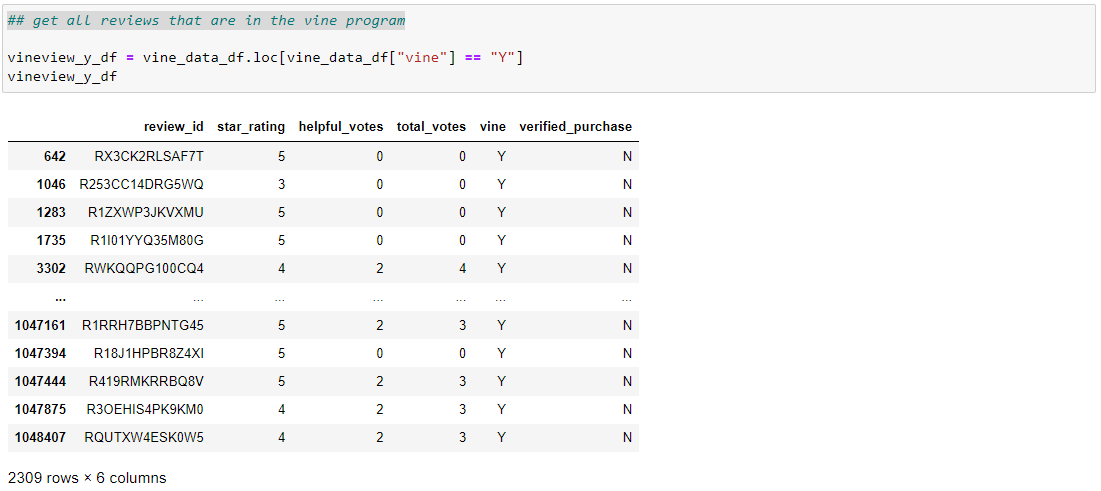 ## get all reviews that are in the vine program
vineview_y_df = vine_data_df.loc[vine_data_df["vine"] == "Y"]
vineview_y_df
review_id star_rating helpful_votes total_votes vine verified_purchase
642 RX3CK2RLSAF7T 5 0 0 Y N
1046 R253CC14DRG5WQ 3 0 0 Y N
1283 R1ZXWP3JKVXMU 5 0 0 Y N
1735 R1I01YYQ35M80G 5 0 0 Y N
3302 RWKQQPG100CQ4 4 2 4 Y N
... ... ... ... ... ... ...
1047161 R1RRH7BBPNTG45 5 2 3 Y N
1047394 R18J1HPBR8Z4XI 5 0 0 Y N
1047444 R419RMKRRBQ8V 5 2 3 Y N
1047875 R3OEHIS4PK9KM0 4 2 3 Y N
1048407 RQUTXW4ESK0W5 4 2 3 Y N
2309 rows × 6 columns